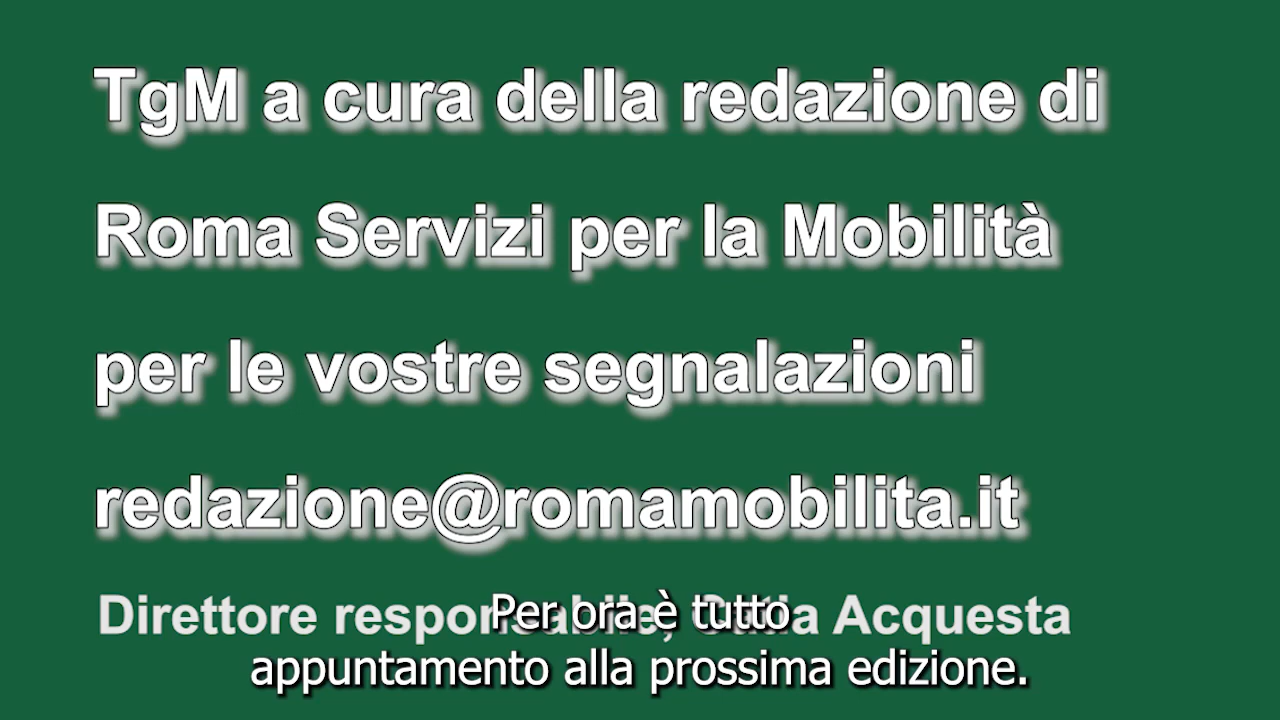 TgM a cura della redazione di
Roma Servizi per la Mobilità
per le vostre segnalazioni
redazione@romamobilita.it
Direttore responsabile, Acquesta
Per ora è tutto
appuntamento alla prossima edizione.